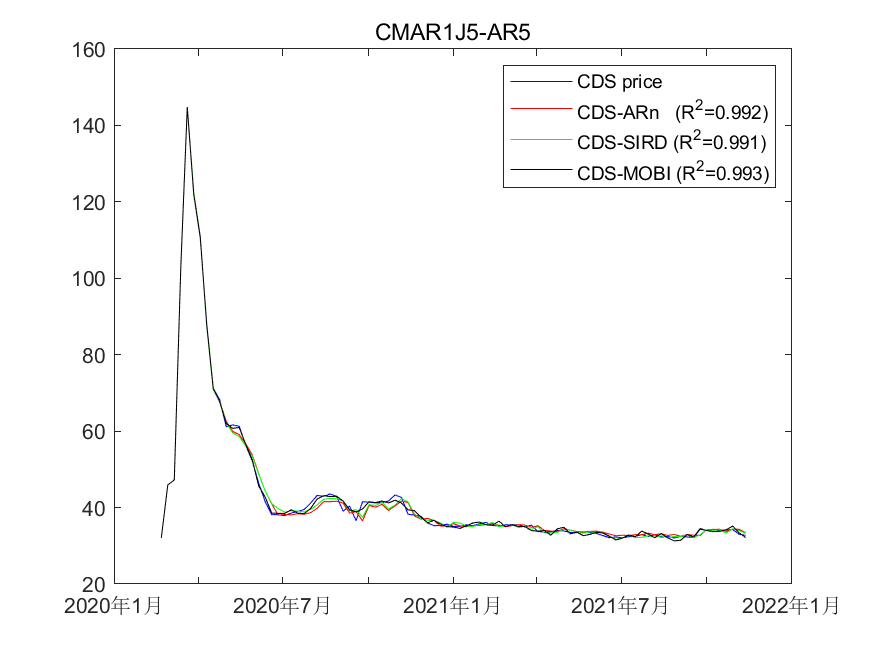 CMAR1J5-AR5
160
140
120
100
80
60
40
20
CDS price
CDS-ARn (R²=0.992)
CDS-SIRD (R²=0.991)
CDS-MOBI (R²=0.993)
2020年1月
2020年7月
2021年1月
2021年7月
2022年1月